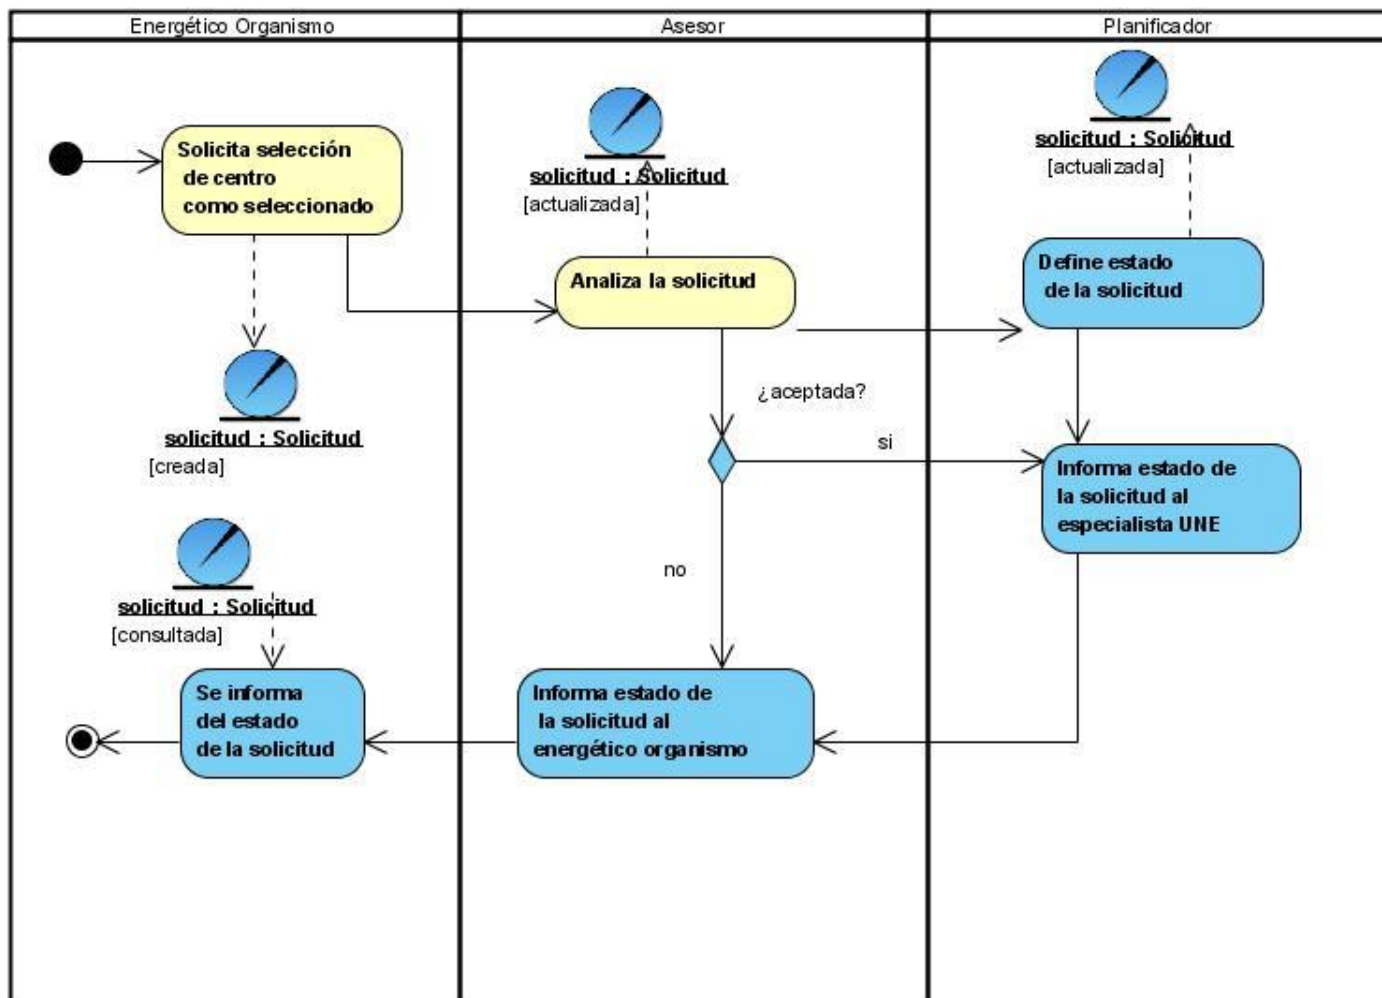 Energético Organismo
Asesor
Planificador
Solicita selección
de centro
como seleccionado
solicitud : Solicitud
[creada]
solicitud : Solicitud
[consultada]
Se informa
del estado
de la solicitud
solicitud : Solicitud
[actualizada]
Analiza la solicitud
¿aceptada?
si
no
Informa estado de
la solicitud al
energético organismo
solicitud : Solicitud
[actualizada]
Define estado
de la solicitud
Informa estado de
la solicitud al
especialista UNE